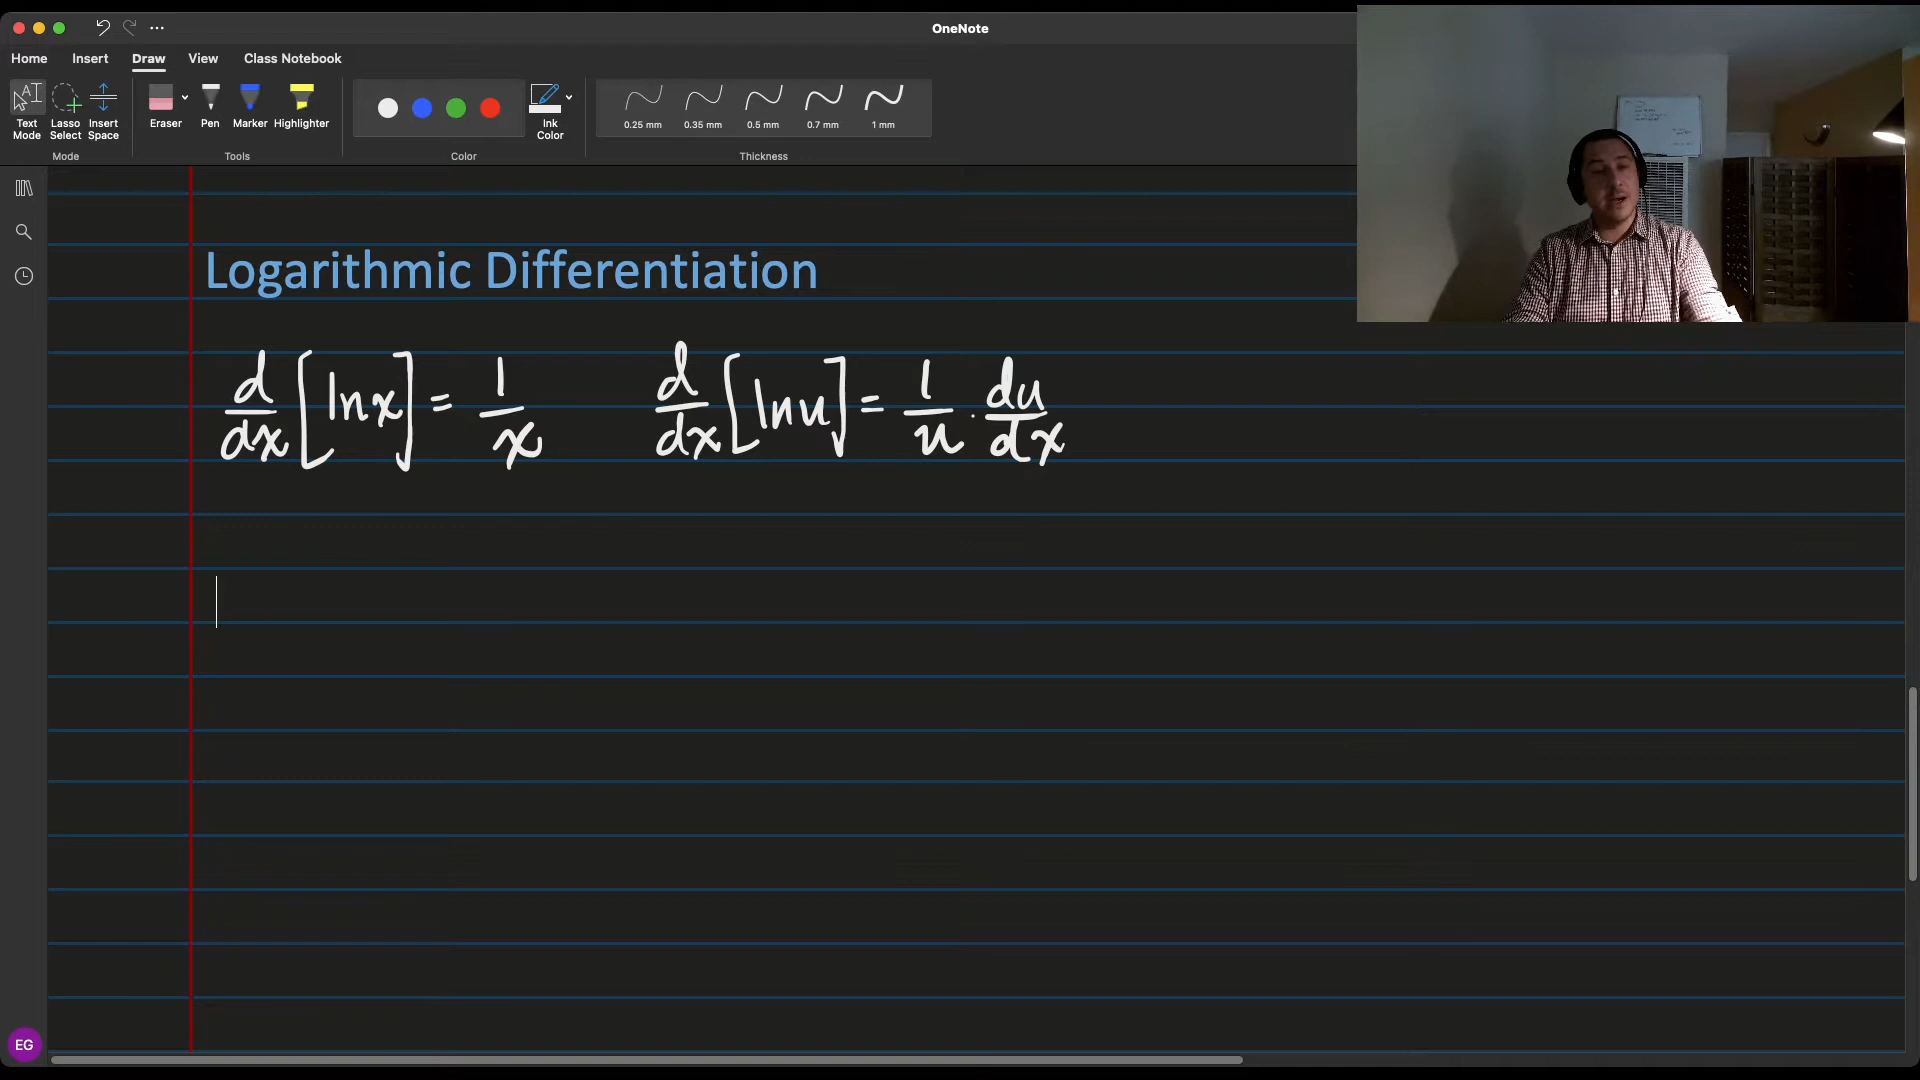 OneNote
Home Insert Draw View Class Notebook
Text Mode Lasso Select Insert Space Eraser Pen Marker Highlighter Ink Color 0.25 mm 0.35 mm 0.5 mm 0.7 mm 1 mm
Mode Tools Color Thickness
Logarithmic Differentiation
d/dx [ln x] = 1/x d/dx [ln u] = 1/u · du/dx
EG